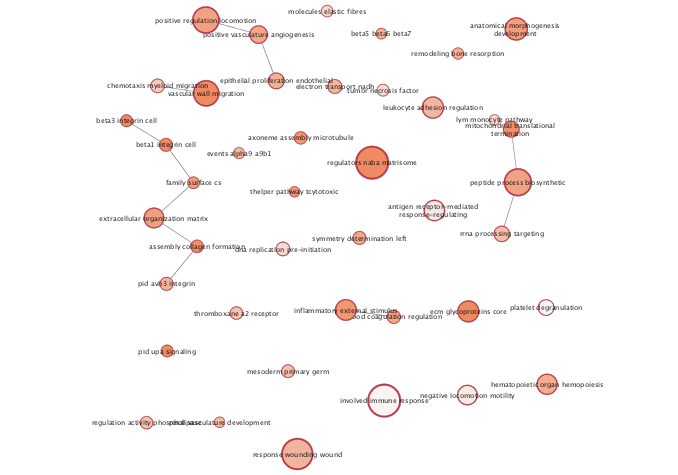 molecules elastic fibres
positive regulation locomotion
positive vasculature angiogenesis
beta5 beta6 beta7
anatomical morphogenesis
development
remodeling bone resorption
chemotaxis myeloid migration
vascular wall migration
epithelial proliferation endothelial
electron transport nadh
tumor necrosis factor
leukocyte adhesion regulation
beta3 integrin cell
lym monocyte pathway
mitochondrial translational
termination
axoneme assembly microtubule
beta1 integrin cell
events alpha9 a9b1
regulators naba matrisome
family surface cs
thelper pathway tcytotoxic
peptide process biosynthetic
antigen receptor-mediated
response-regulating
extracellular organization matrix
rrna processing targeting
symmetry determination left
assembly collagen formation
dna replication pre-initiation
pid avb3 integrin
thromboxane a2 receptor
inflammatory external stimulus
coagulation regulation
ecm glycoproteins core
platelet degranulation
pid upa signaling
mesoderm primary germ
hematopoietic organ hemopoiesis
negative locomotion motility
involved immune response
regulation activity
vasculature development
response wounding wound